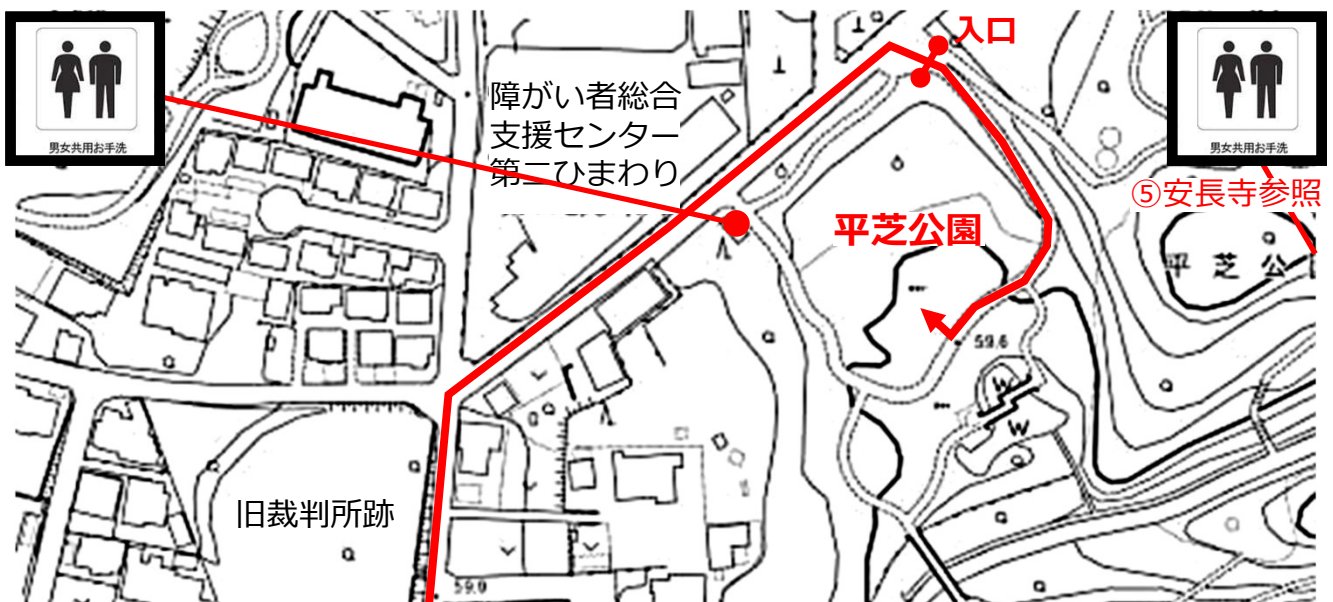 入口
男女共用お手洗
障がい者総合
支援センター
第二ひまわり
男女共用お手洗
⑤安長寺参照
平芝公園
平芝公
59.6
旧裁判所跡
59.0